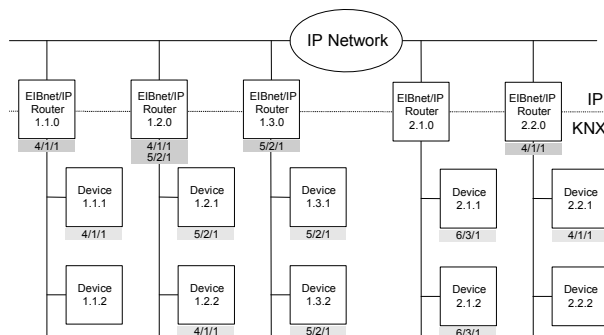 IP Network
EIBnet/IP
Router
1.1.0
EIBnet/IP
Router
1.2.0
EIBnet/IP
Router
1.3.0
EIBnet/IP
Router
2.1.0
EIBnet/IP
Router
2.2.0
IP
KNX
4/1/1
4/1/1
5/2/1
5/2/1
4/1/1
Device
1.1.1
Device
1.2.1
Device
1.3.1
Device
2.1.1
Device
2.2.1
4/1/1
5/2/1
5/2/1
6/3/1
4/1/1
Device
1.1.2
Device
1.2.2
Device
1.3.2
Device
2.1.2
Device
2.2.2
4/1/1
5/2/1
6/3/1